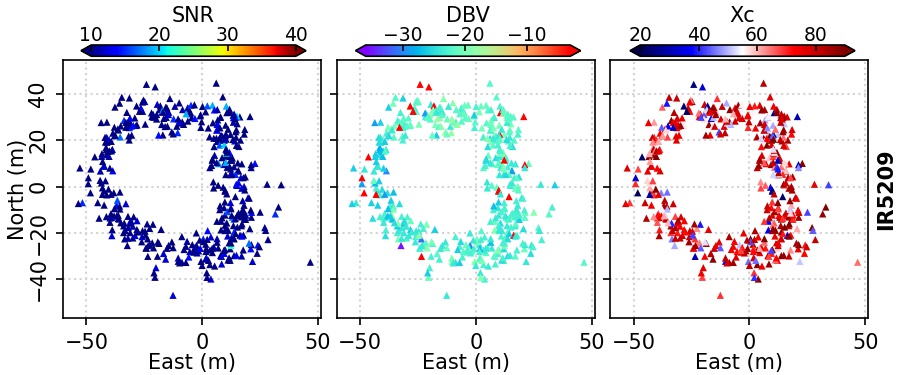 SNR DBV Xc
10 20 30 40 −30 −20 −10 20 40 60 80
40
20
0
−20
−40
North (m)
−50 0 50 −50 0 50 −50 0 50
East (m) East (m) East (m)
IR5209